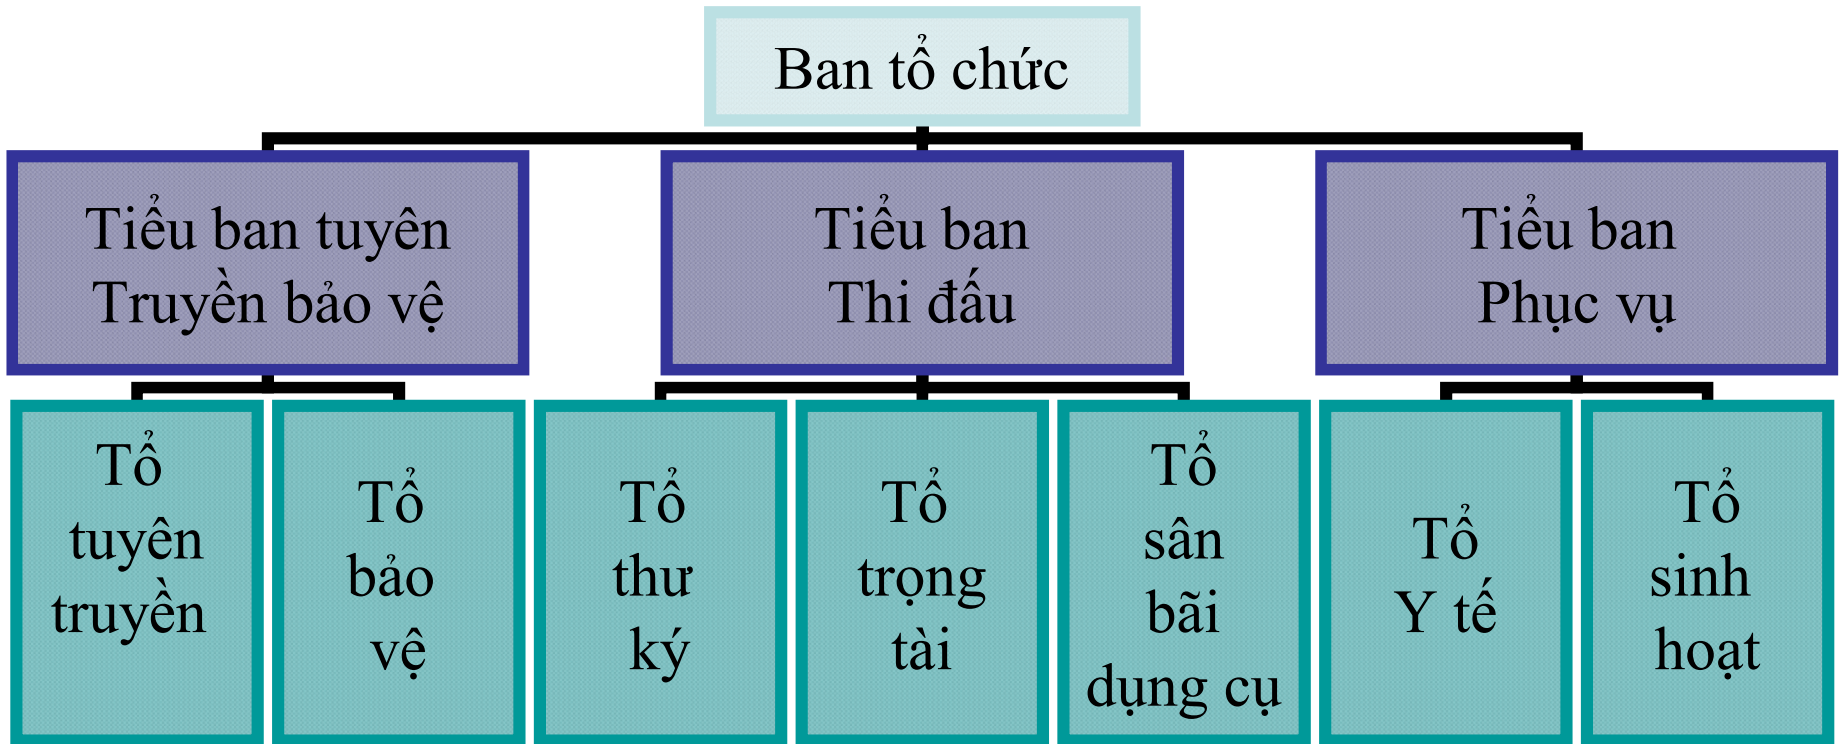 Ban tổ chức
Tiểu ban tuyên
Truyền bảo vệ
Tiểu ban
Thi đấu
Tiểu ban
Phục vụ
Tổ
tuyên
truyền
Tổ
bảo
vệ
Tổ
thư
ký
Tổ
trọng
tài
Tổ
sân
bãi
dụng cụ
Tổ
Y tế
Tổ
sinh
hoạt